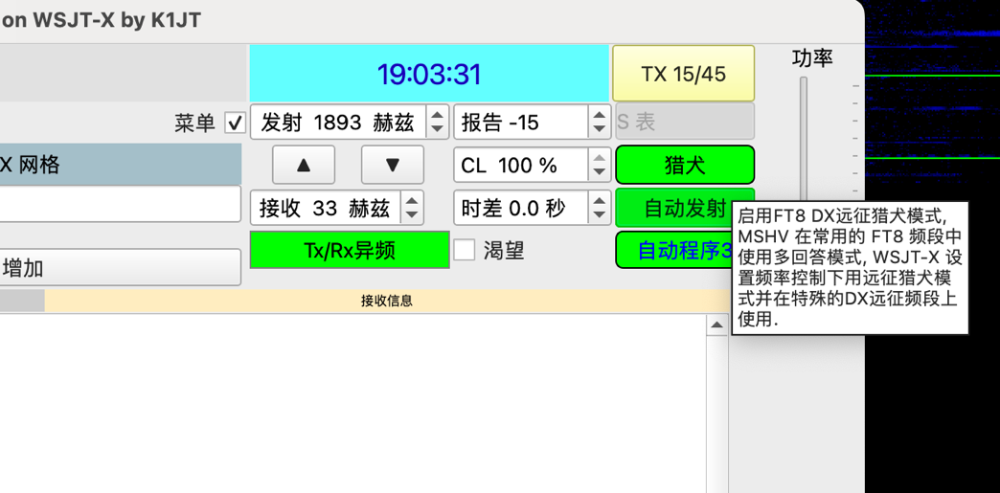 on WSJT-X by K1JT
19:03:31
TX 15/45
功率
菜单
发射 1893 赫兹
报告 -15
S 表
X 网格
▲
▼
CL 100 %
猎犬
接收 33 赫兹
时差 0.0 秒
自动发射
Tx/Rx异频
渴望
自动程序3
启用FT8 DX远征猎犬模式,
MSHV 在常用的 FT8 频段中
使用多回答模式, WSJT-X 设
置频率控制下用远征猎犬模
式并在特殊的DX远征频段上
使用.
增加
接收信息